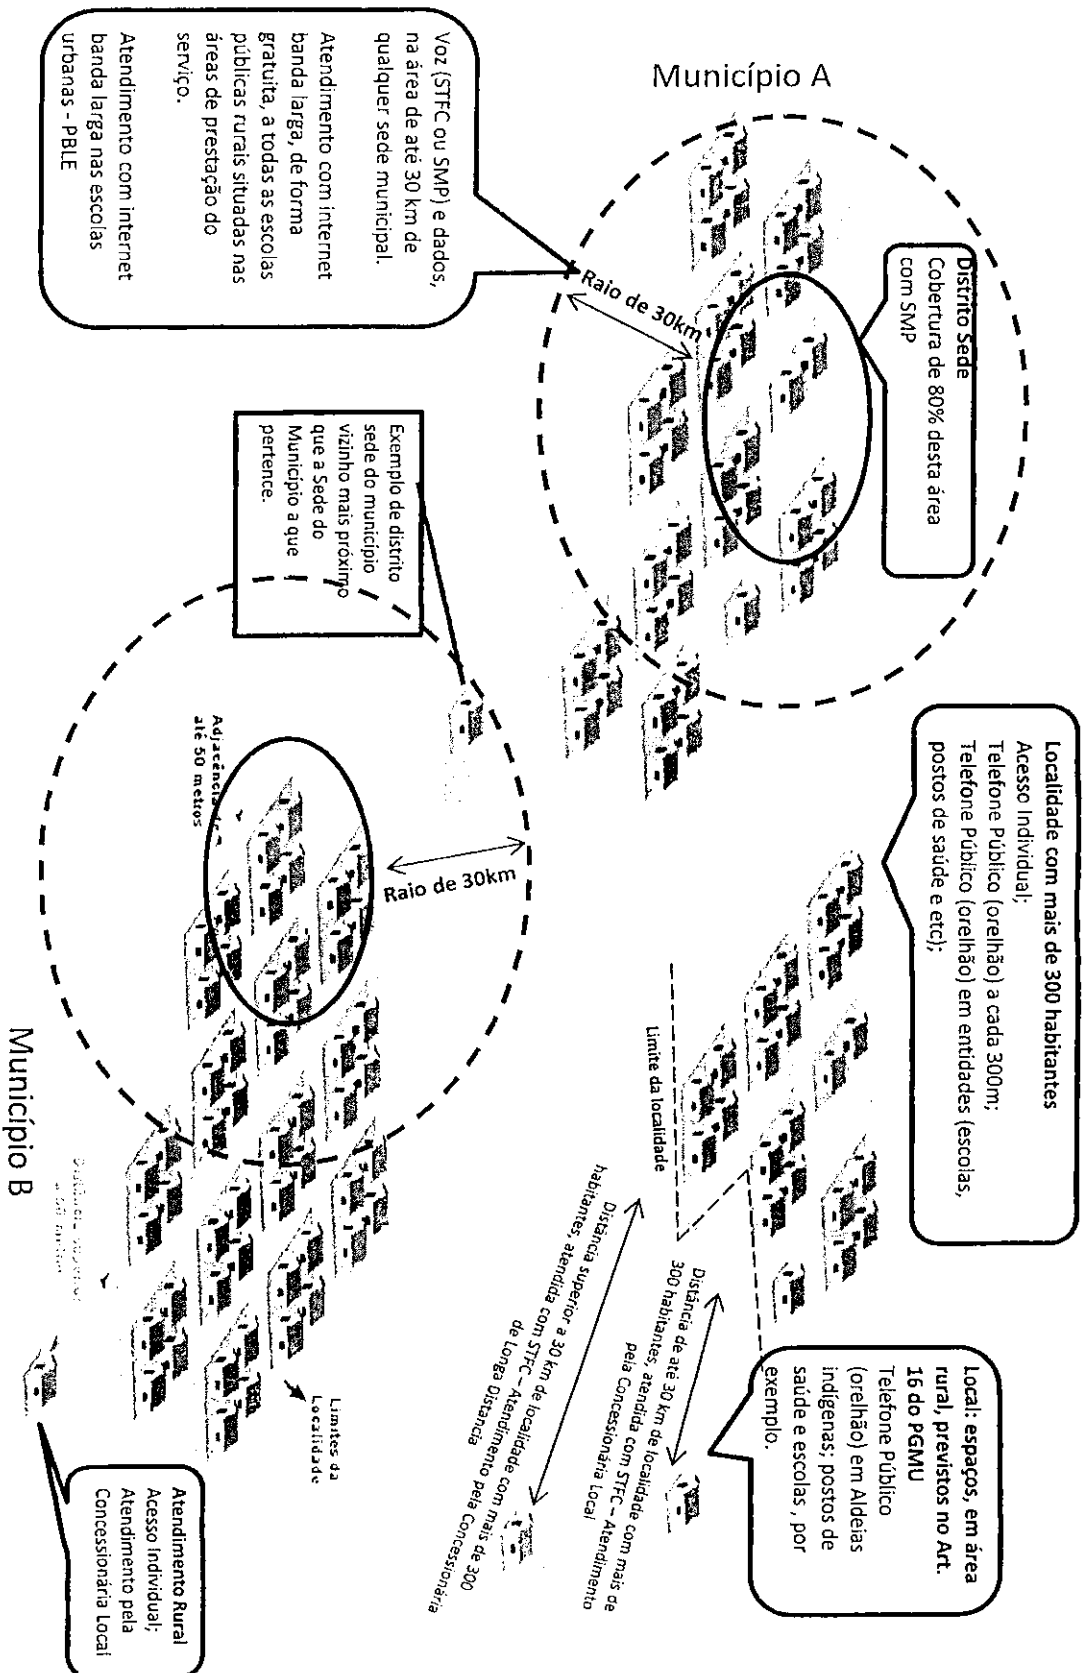 Município A
Distrito Sede
Cobertura de 80% desta área
com SMP
Raio de 30km
Voz (STFC ou SMP) e dados,
na área de até 30 km de
qualquer sede municipal.
Atendimento com internet
banda larga, de forma
gratuita, a todas as escolas
públicas rurais situadas nas
áreas de prestação do
serviço.
Atendimento com internet
banda larga nas escolas
urbanas - PBLE
Localidade com mais de 300 habitantes
Acesso Individual;
Telefone Público (orelhão) a cada 300m;
Telefone Público (orelhão) em entidades (escolas,
postos de saúde e etc);
Limite da localidade
Local: espaços, em área
rural, previstos no Art.
16 do PGMU
Telefone Público
(orelhão) em Aldeias
indígenas; postos de
saúde e escolas , por
exemplo.
Distância de até 30 km de localidade com mais de
300 habitantes, atendida com STFC – Atendimento
pela Concessionária Local
Distância superior a 30 km de localidade com mais de 300
habitantes, atendida com STFC – Atendimento pela Concessionária
de Longa Distância
Exemplo de distrito
sede do município
vizinho mais próximo
que a Sede do
Município a que
pertence.
Raio de 30km
Adjacência de
até 50 metros
Limites da
Localidade
Município B
Atendimento Rural
Acesso Individual;
Atendimento pela
Concessionária Local